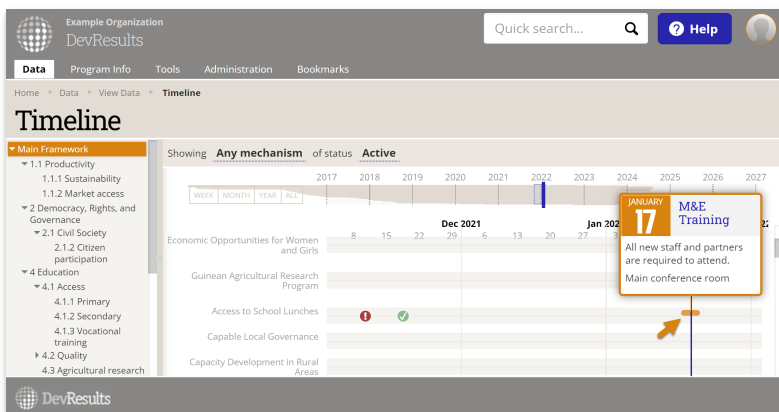 Example Organization
DevResults
Quick search...
? Help
Data Program Info Tools Administration Bookmarks
Home Data View Data Timeline
Timeline
Main Framework
1.1 Productivity
1.1.1 Sustainability
1.1.2 Market access
2 Democracy, Rights, and
Governance
2.1 Civil Society
2.1.2 Citizen
participation
4 Education
4.1 Access
4.1.1 Primary
4.1.2 Secondary
4.1.3 Vocational
training
4.2 Quality
4.3 Agricultural research
Showing Any mechanism of status Active
2017 2018 2019 2020 2021 2022 2023 2024 2025 2026 2027
WEEK MONTH YEAR ALL
Dec 2021 Jan 202
8 15 22 29 6 13 20 27 3
Economic Opportunities for Women
and Girls
Guinean Agricultural Research
Program
Access to School Lunches
Capable Local Governance
Capacity Development in Rural
Areas
JANUARY
17
M&E
Training
All new staff and partners
are required to attend.
Main conference room
DevResults